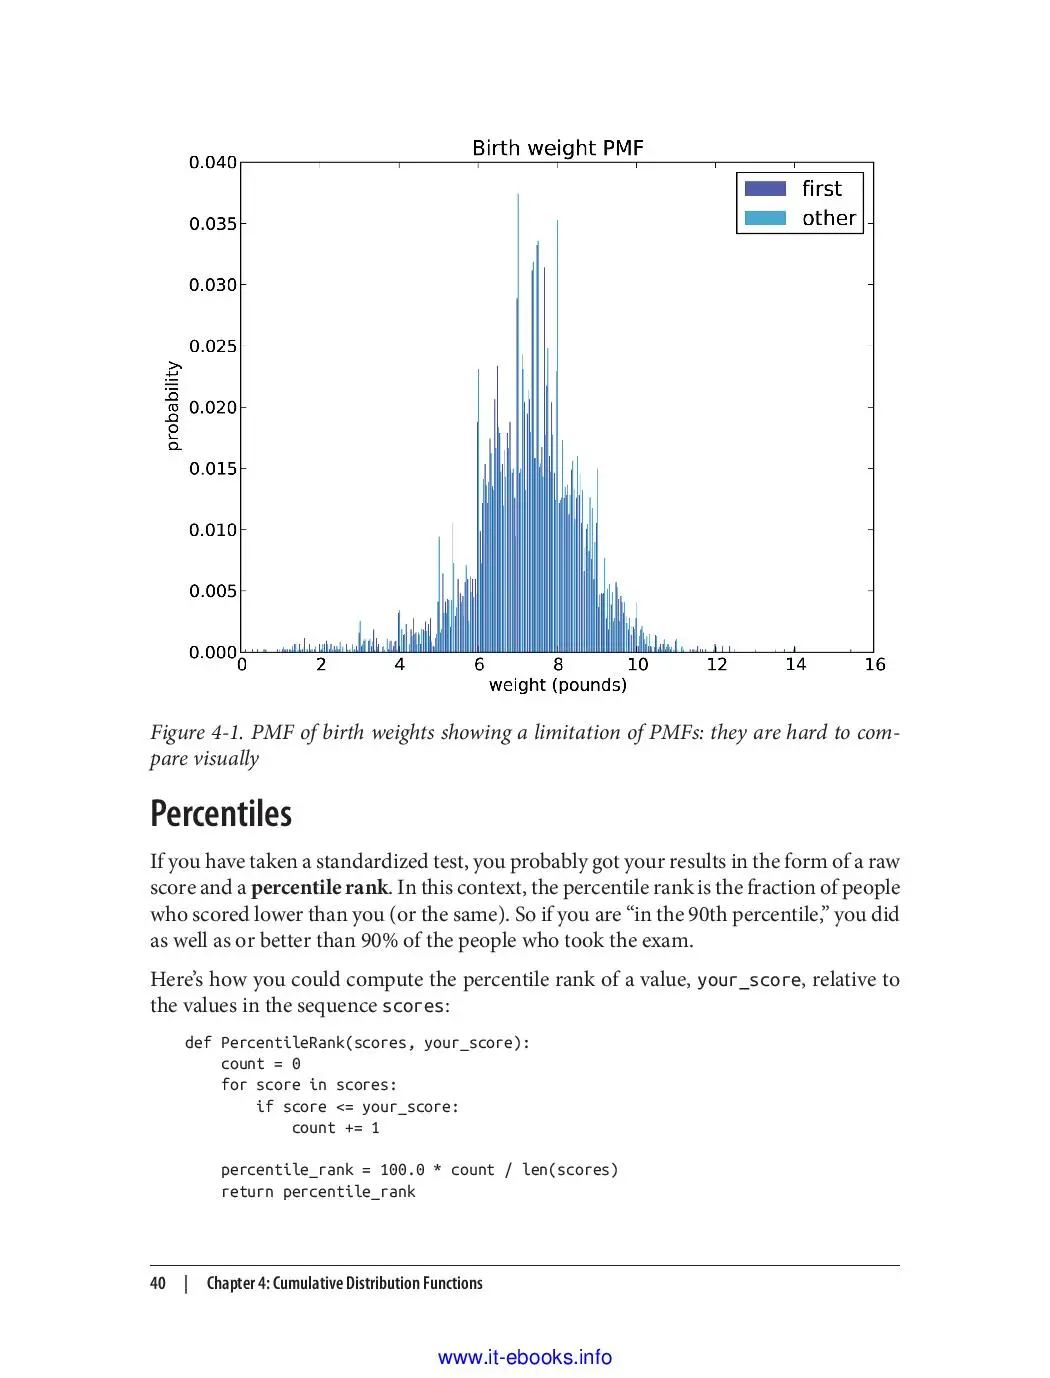 Birth weight PMF
0.040
0.035
0.030
0.025
0.020
0.015
0.010
0.005
0.000
probability
first
other
0 2 4 6 8 10 12 14 16
weight (pounds)
Figure 4-1. PMF of birth weights showing a limitation of PMFs: they are hard to com-
pare visually
Percentiles
If you have taken a standardized test, you probably got your results in the form of a raw
score and a percentile rank. In this context, the percentile rank is the fraction of people
who scored lower than you (or the same). So if you are “in the 90th percentile,” you did
as well as or better than 90% of the people who took the exam.
Here’s how you could compute the percentile rank of a value, your_score, relative to
the values in the sequence scores:
def PercentileRank(scores, your_score):
    count = 0
    for score in scores:
        if score <= your_score:
            count += 1
    percentile_rank = 100.0 * count / len(scores)
    return percentile_rank
40 | Chapter 4: Cumulative Distribution Functions
www.it-ebooks.info